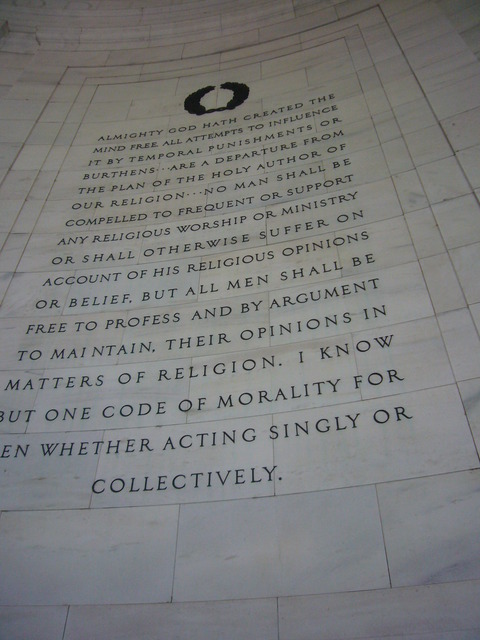 ALMIGHTY GOD HATH CREATED THE
MIND FREE. ALL ATTEMPTS TO INFLUENCE
IT BY TEMPORAL PUNISHMENTS OR
BURTHENS···ARE A DEPARTURE FROM
THE PLAN OF THE HOLY AUTHOR OF
OUR RELIGION···NO MAN SHALL BE
COMPELLED TO FREQUENT OR SUPPORT
ANY RELIGIOUS WORSHIP OR MINISTRY
OR SHALL OTHERWISE SUFFER ON
ACCOUNT OF HIS RELIGIOUS OPINIONS
OR BELIEF, BUT ALL MEN SHALL BE
FREE TO PROFESS AND BY ARGUMENT
TO MAINTAIN, THEIR OPINIONS IN
MATTERS OF RELIGION. I KNOW
BUT ONE CODE OF MORALITY FOR
EN WHETHER ACTING SINGLY OR
COLLECTIVELY.